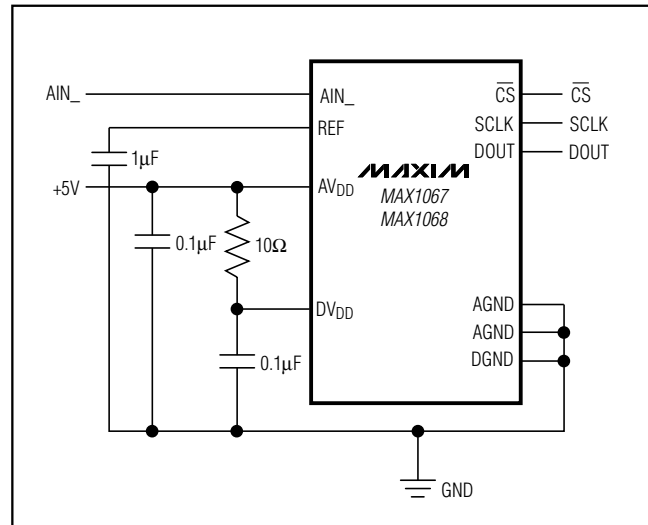 AIN_ AIN_ CS CS
REF SCLK SCLK
1µF DOUT DOUT
MAXIM
+5V AVDD MAX1067
MAX1068
0.1µF 10Ω
DVDD AGND
AGND
0.1µF DGND
GND